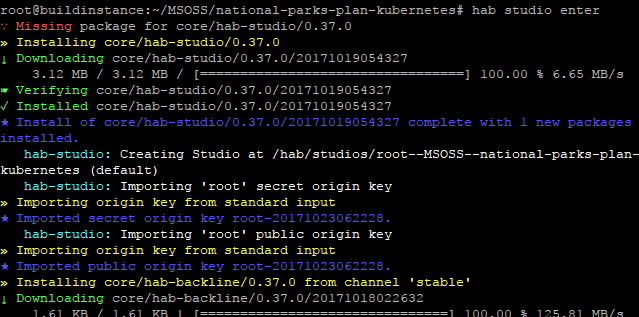 root@buildinstance:~/MSOSS/national-parks-plan-kubernetes# hab studio enter
∵ Missing package for core/hab-studio/0.37.0
» Installing core/hab-studio/0.37.0
↓ Downloading core/hab-studio/0.37.0/20171019054327
3.12 MB / 3.12 MB / [=================================] 100.00 % 6.65 MB/s
☛ Verifying core/hab-studio/0.37.0/20171019054327
✓ Installed core/hab-studio/0.37.0/20171019054327
★ Install of core/hab-studio/0.37.0/20171019054327 complete with 1 new packages
installed.
hab-studio: Creating Studio at /hab/studios/root--MSOSS--national-parks-plan-
kubernetes (default)
hab-studio: Importing 'root' secret origin key
» Importing origin key from standard input
★ Imported secret origin key root-20171023062228.
hab-studio: Importing 'root' public origin key
» Importing origin key from standard input
★ Imported public origin key root-20171023062228.
» Installing core/hab-backline/0.37.0 from channel 'stable'
↓ Downloading core/hab-backline/0.37.0/20171018022632
1.61 KB / 1.61 KB | [===============================] 100.00 % 125.81 MB/s